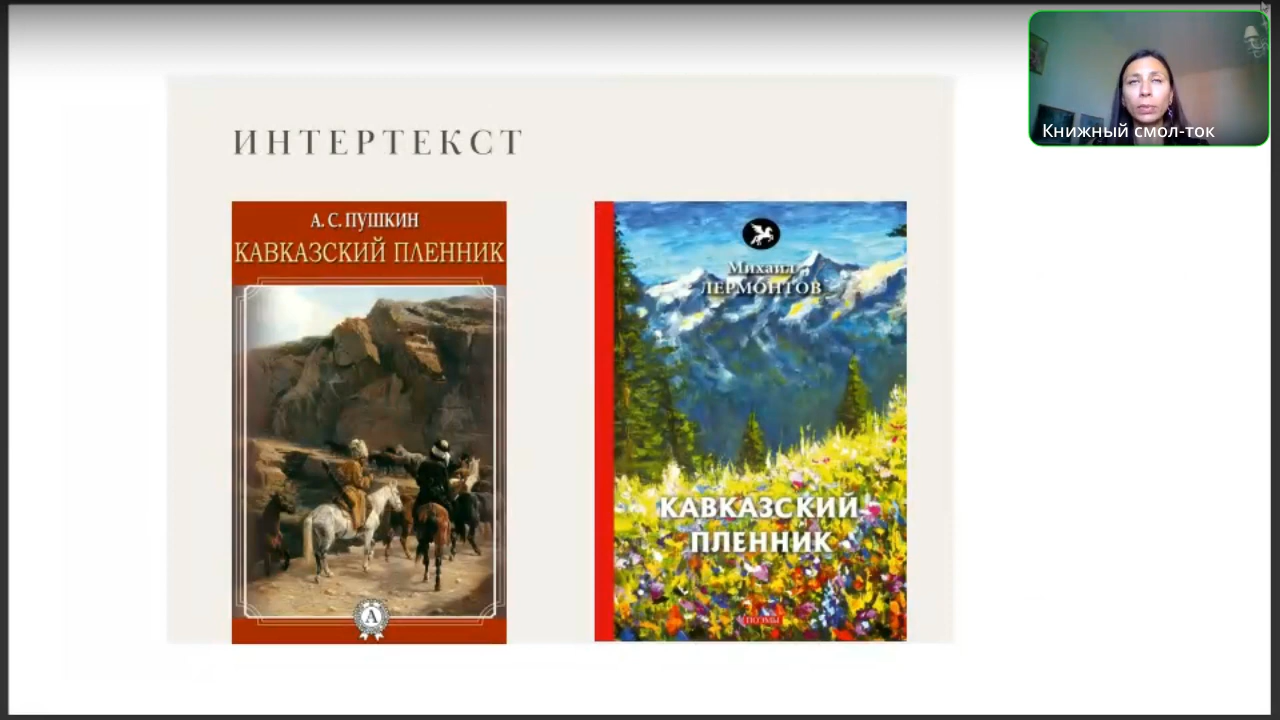 ИНТЕРТЕКСТ
А. С. ПУШКИН
КАВКАЗСКИЙ ПЛЕННИК
А
Михаил
ЛЕРМОНТОВ
КАВКАЗСКИЙ
ПЛЕННИК
ПОЭМЫ
Книжный смол-ток